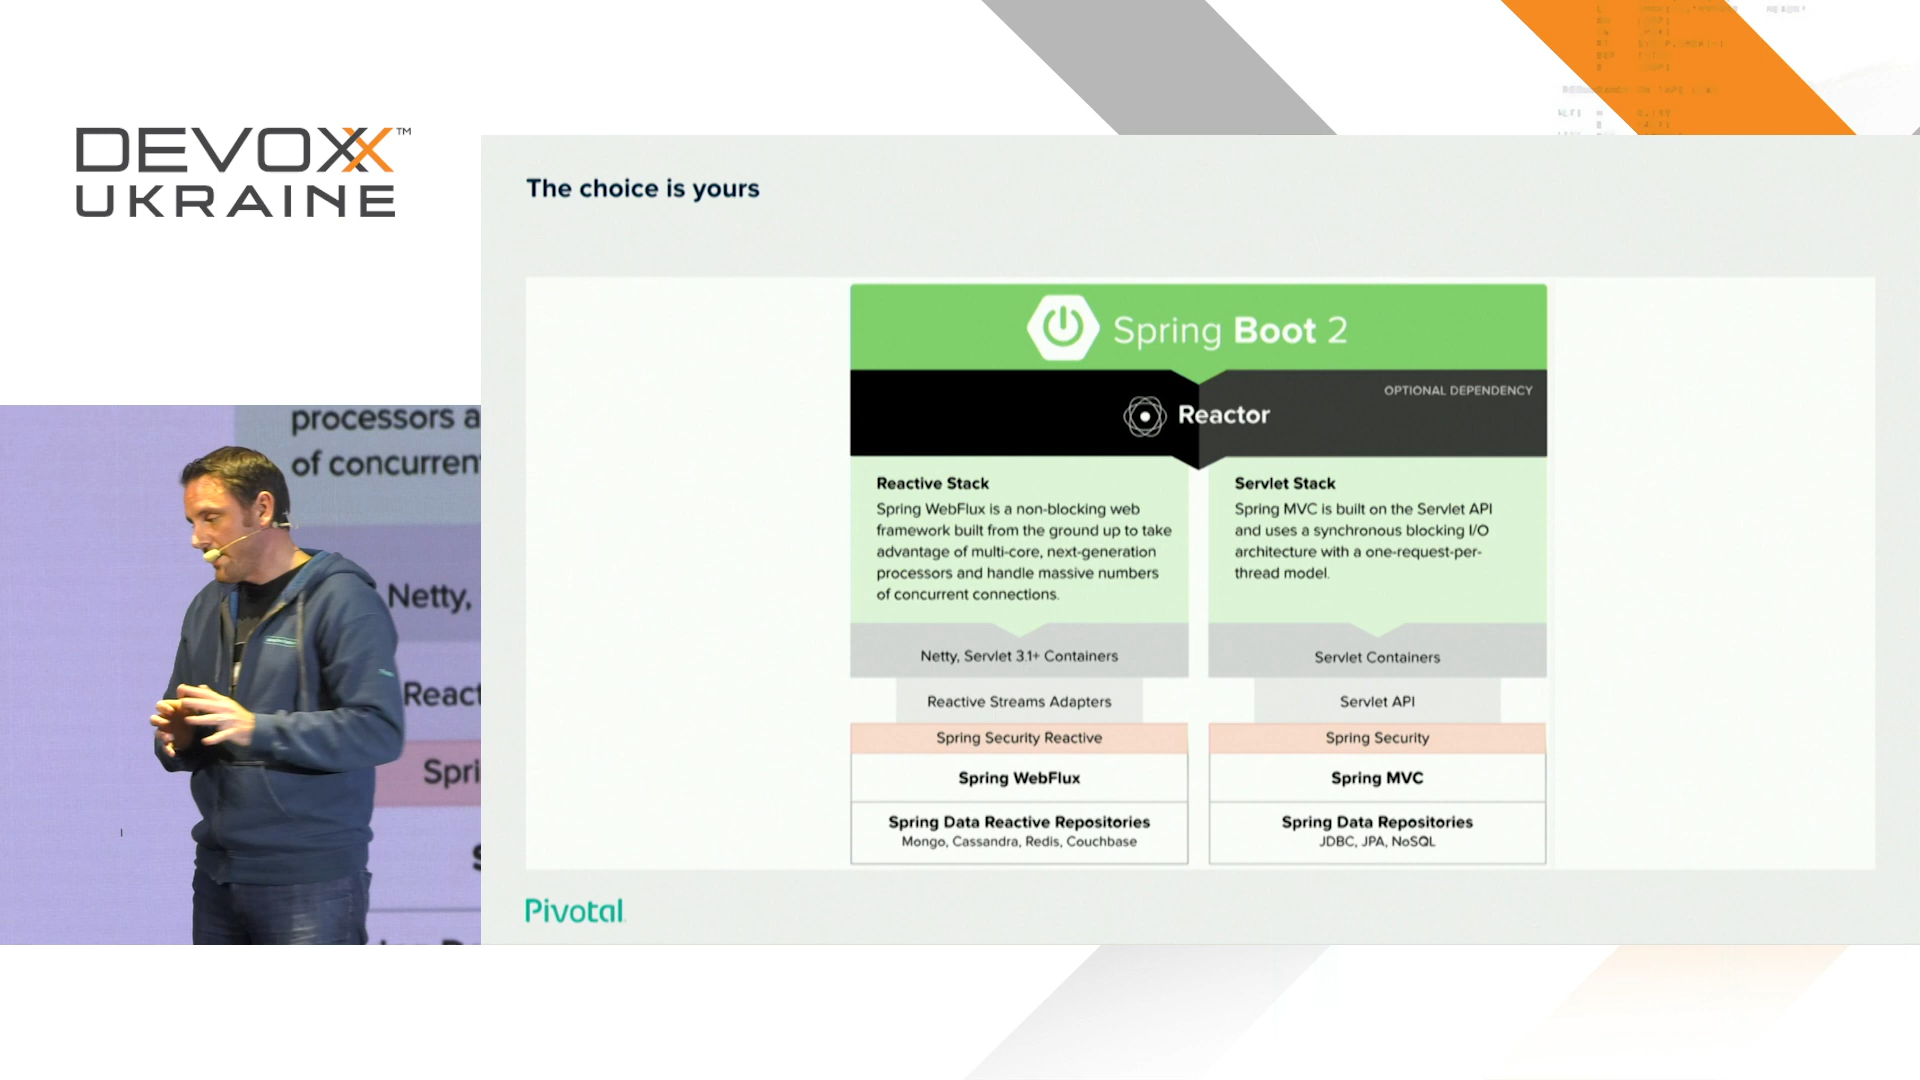 DEVOXX™
UKRAINE
The choice is yours
Spring Boot 2
OPTIONAL DEPENDENCY
Reactor
Reactive Stack
Spring WebFlux is a non-blocking web
framework built from the ground up to take
advantage of multi-core, next-generation
processors and handle massive numbers
of concurrent connections.
Servlet Stack
Spring MVC is built on the Servlet API
and uses a synchronous blocking I/O
architecture with a one-request-per-
thread model.
Netty, Servlet 3.1+ Containers
Servlet Containers
Reactive Streams Adapters
Servlet API
Spring Security Reactive
Spring Security
Spring WebFlux
Spring MVC
Spring Data Reactive Repositories
Mongo, Cassandra, Redis, Couchbase
Spring Data Repositories
JDBC, JPA, NoSQL
Pivotal
processors a
of concurren
Netty,
React
Spri